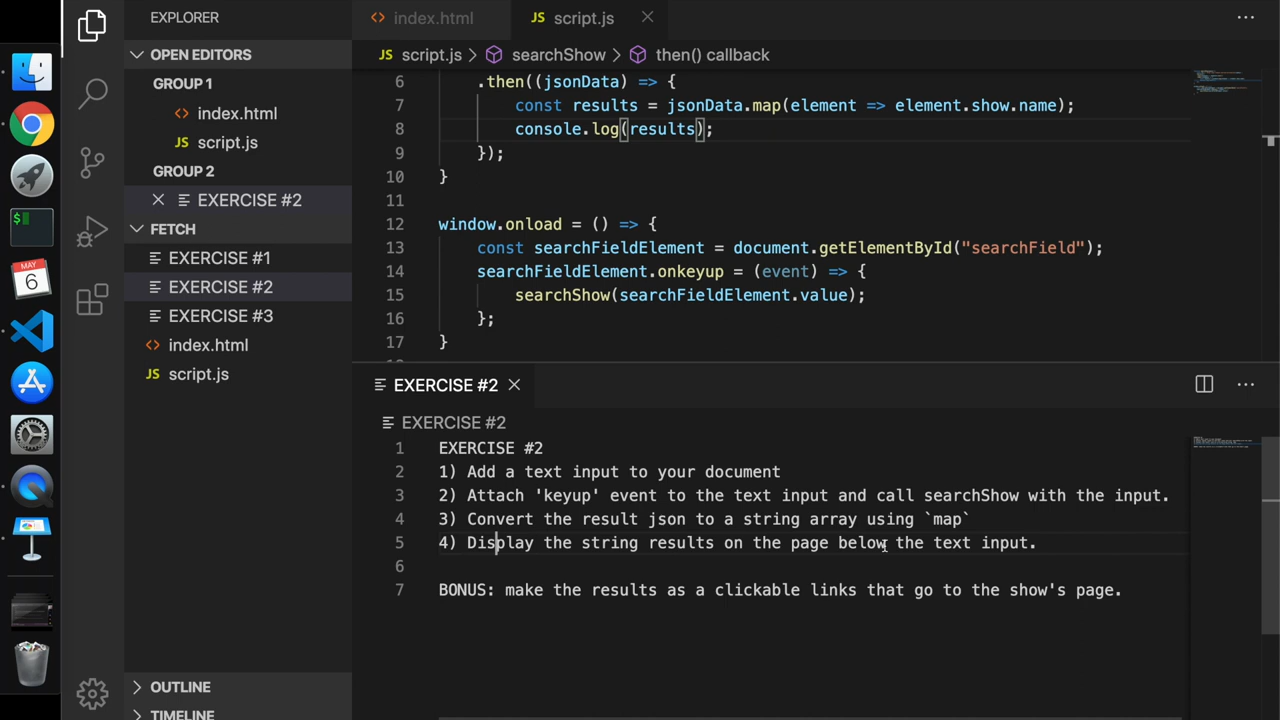 EXPLORER
OPEN EDITORS
GROUP 1
index.html
JS script.js
GROUP 2
EXERCISE #2
FETCH
EXERCISE #1
EXERCISE #2
EXERCISE #3
index.html
JS script.js
OUTLINE
TIMELINE
$
MAY
6
index.html
JS script.js
JS script.js > searchShow > then() callback
6 .then((jsonData) => {
7 const results = jsonData.map(element => element.show.name);
8 console.log(results);
9 });
10 }
11
12 window.onload = () => {
13 const searchFieldElement = document.getElementById("searchField");
14 searchFieldElement.onkeyup = (event) => {
15 searchShow(searchFieldElement.value);
16 };
17 }
EXERCISE #2
EXERCISE #2
1 EXERCISE #2
2 1) Add a text input to your document
3 2) Attach 'keyup' event to the text input and call searchShow with the input.
4 3) Convert the result json to a string array using `map`
5 4) Display the string results on the page below the text input.
6
7 BONUS: make the results as a clickable links that go to the show's page.